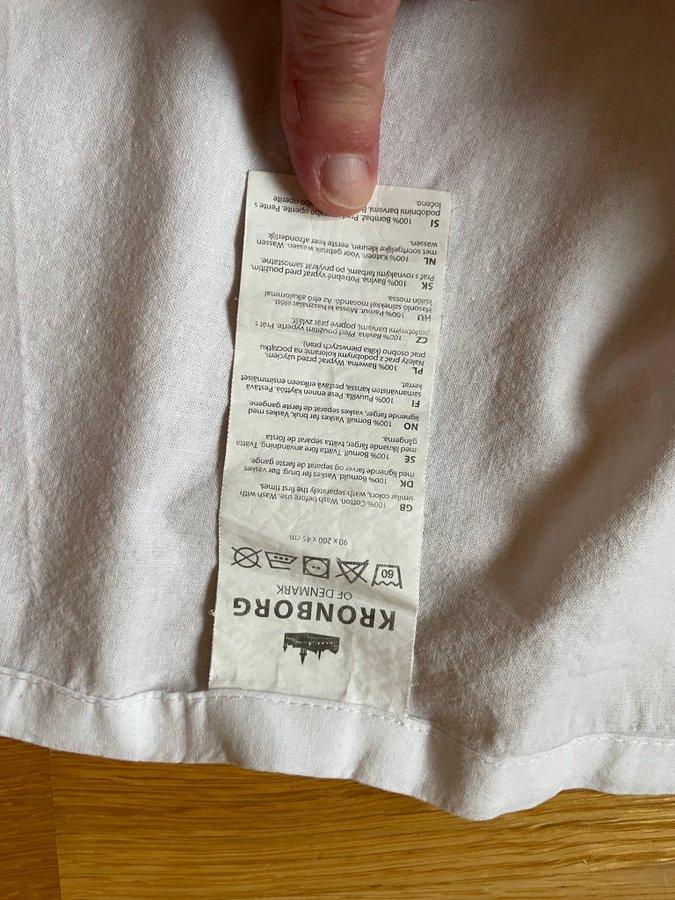 KRONBORG
OF DENMARK
60
90 x 200 x 45 cm
GB 100% Cotton. Wash before use. Wash with
similar colors, wash separately the first times.
DK 100% Bomuld. Vaskes før brug. Bør vaskes
med lignende farver og separat de første gange.
SE 100% Bomull. Tvätta före användning. Tvätta
med liknande färger, tvätta separat de första
gångerna.
NO 100% Bomull. Vaskes før bruk. Vaskes med
lignende farger, vaskes separat de første gangene.
FI 100% Puuvilla. Pese ennen käyttöä. Pestävä
samanväristen kanssa, pestävä erikseen ensimmäiset
kerrat.
PL 100% Bawełna. Wyprać przed użyciem.
Należy prać z podobnymi kolorami; na początku
prać osobno (kilka pierwszych prań).
CZ 100% Bavlna. Před použitím vyperte. Prát s
podobnými barvami, poprvé prát zvlášť.
HU 100% Pamut. Mossa ki használat előtt.
Hasonló színekkel mosandó. Az első alkalommal
külön mossa.
SK 100% Bavlna. Potrebné vyprať pred použitím.
Prať s rovnakými farbami, po prvýkrát samostatne.
NL 100% Katoen. Voor gebruik wassen. Wassen
met soortgelijke kleuren, eerste keer afzonderlijk
wassen.
SI 100% Bombaž. operite. Perite s
podobnimi barvami.
ločeno.